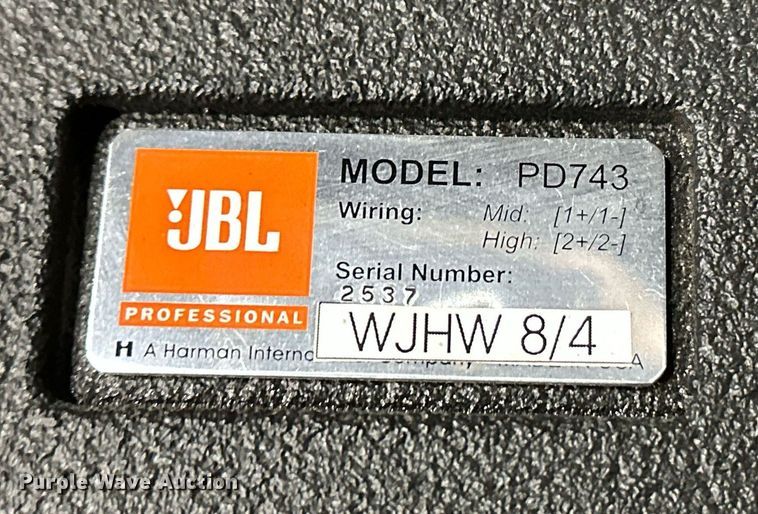 JBL
PROFESSIONAL
MODEL: PD743
Wiring: Mid: [1+/1-]
High: [2+/2-]
Serial Number:
2537
WJHW 8/4
H A Harman
Purple Wave Auction